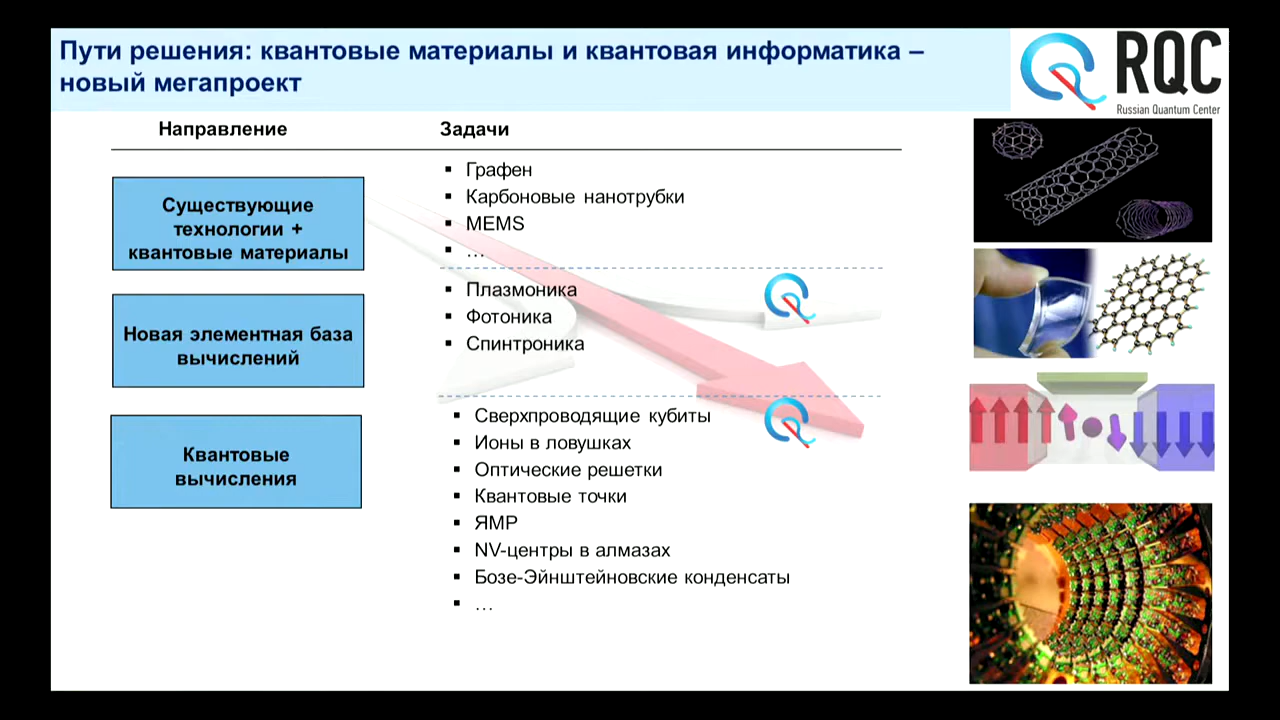 Пути решения: квантовые материалы и квантовая информатика –
новый мегапроект
RQC
Russian Quantum Center
Направление
Задачи
Существующие
технологии +
квантовые материалы
▪ Графен
▪ Карбоновые нанотрубки
▪ MEMS
▪ …
Новая элементная база
вычислений
▪ Плазмоника
▪ Фотоника
▪ Спинтроника
Квантовые
вычисления
▪ Сверхпроводящие кубиты
▪ Ионы в ловушках
▪ Оптические решетки
▪ Квантовые точки
▪ ЯМР
▪ NV-центры в алмазах
▪ Бозе-Эйнштейновские конденсаты
▪ …